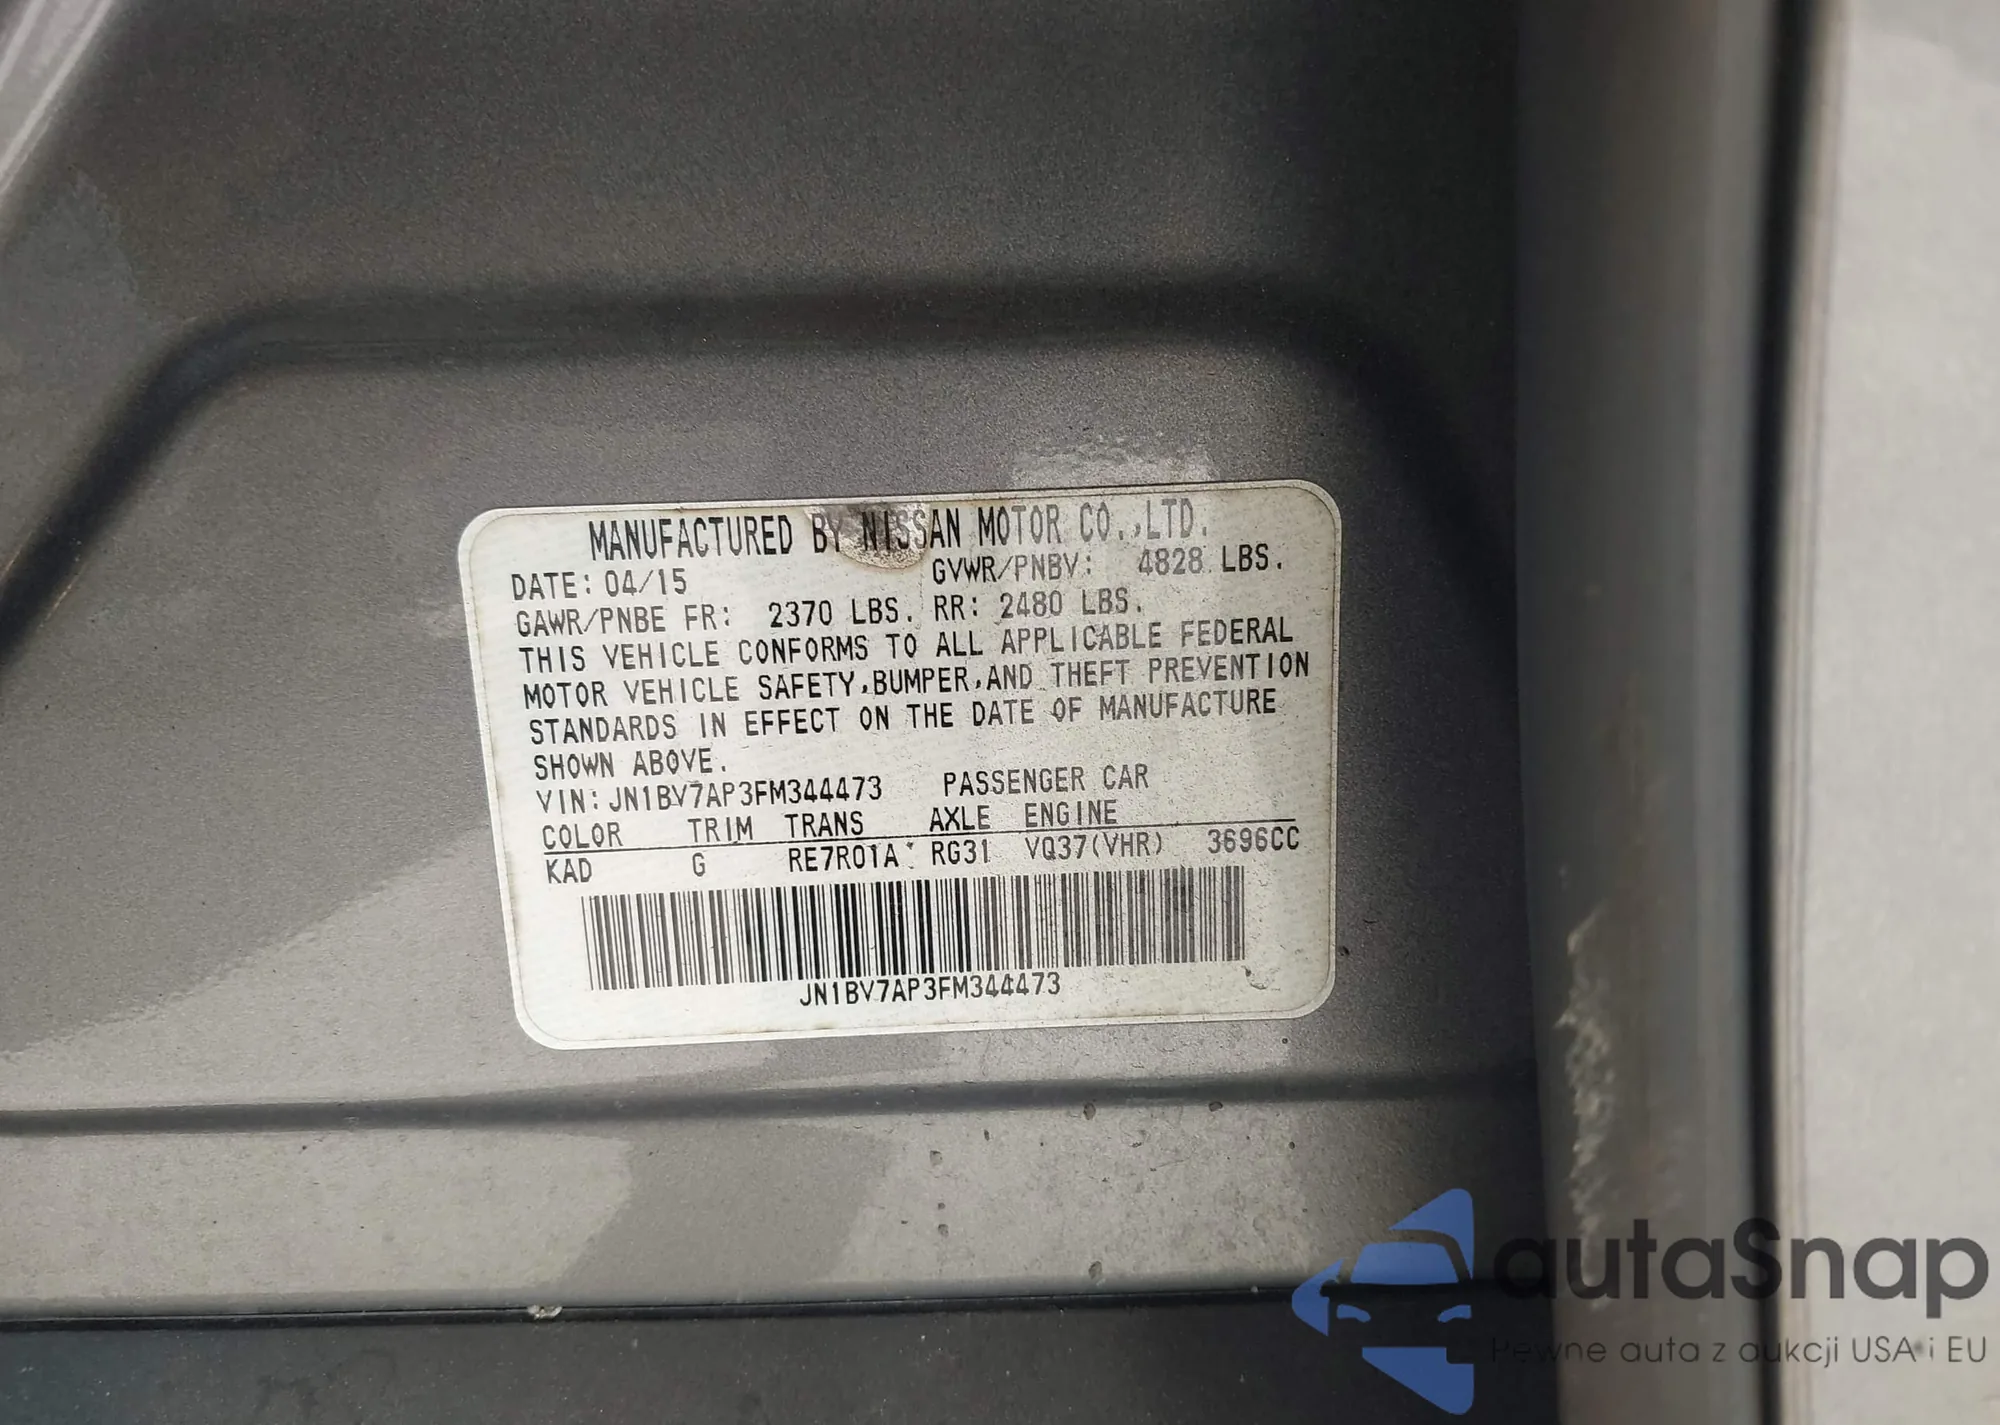 MANUFACTURED BY NISSAN MOTOR CO.,LTD.
DATE: 04/15 GVWR/PNBV: 4828 LBS.
GAWR/PNBE FR: 2370 LBS. RR: 2480 LBS.
THIS VEHICLE CONFORMS TO ALL APPLICABLE FEDERAL
MOTOR VEHICLE SAFETY,BUMPER,AND THEFT PREVENTION
STANDARDS IN EFFECT ON THE DATE OF MANUFACTURE
SHOWN ABOVE.
VIN: JN1BV7AP3FM344473 PASSENGER CAR
COLOR TRIM TRANS AXLE ENGINE
KAD G RE7R01A RG31 VQ37(VHR) 3696CC
JN1BV7AP3FM344473
autaSnap
Pewne auta z aukcji USA i EU